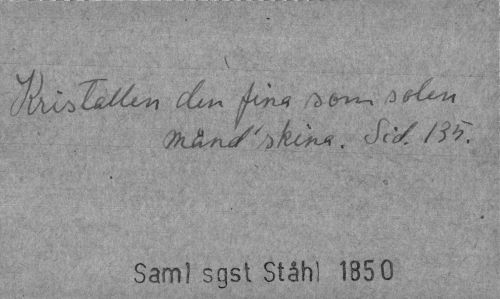 Kristallen den fina som solen
månd' skina. Sid. 135.
Saml sgst Ståhl 1850